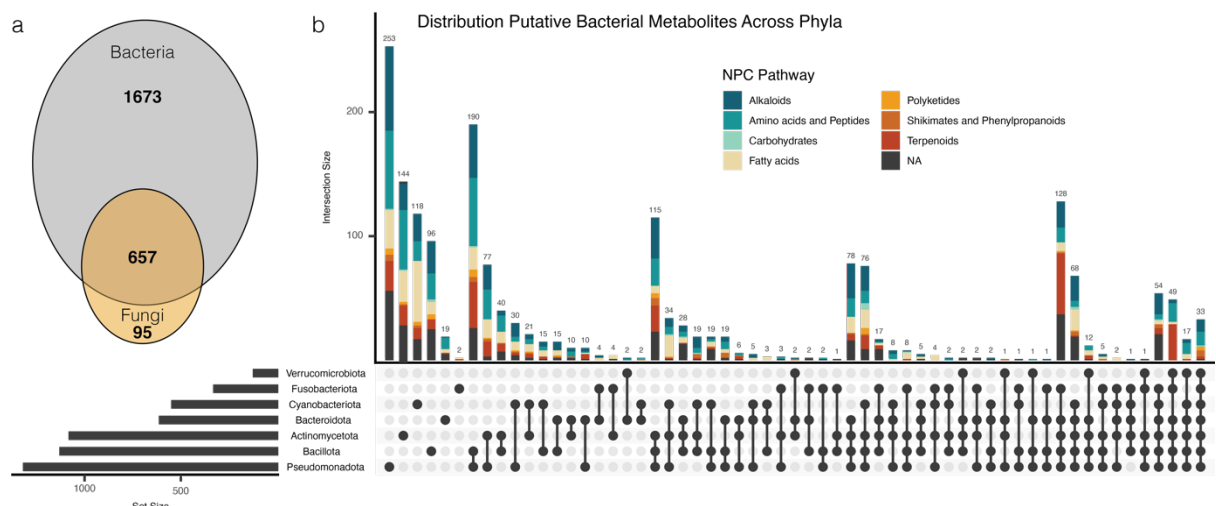 a
Bacteria
1673
657
Fungi
95
b
Distribution Putative Bacterial Metabolites Across Phyla
NPC Pathway
Alkaloids
Amino acids and Peptides
Carbohydrates
Fatty acids
Polyketides
Shikimates and Phenylpropanoids
Terpenoids
NA
Intersection Size
200
100
253 144 118 96 19 2 190 77 40 30 21 15 15 10 10 4 4 2 2 115 34 28 19 19 19 6 5 3 3 2 2 2 1 78 76 17 8 8 5 4 2 2 2 1 1 1 1 128 68 12 5 2 1 1 54 49 17 33
Verrucomicrobiota
Fusobacteriota
Cyanobacteriota
Bacteroidota
Actinomycetota
Bacillota
Pseudomonadota
1000 500
Set Size